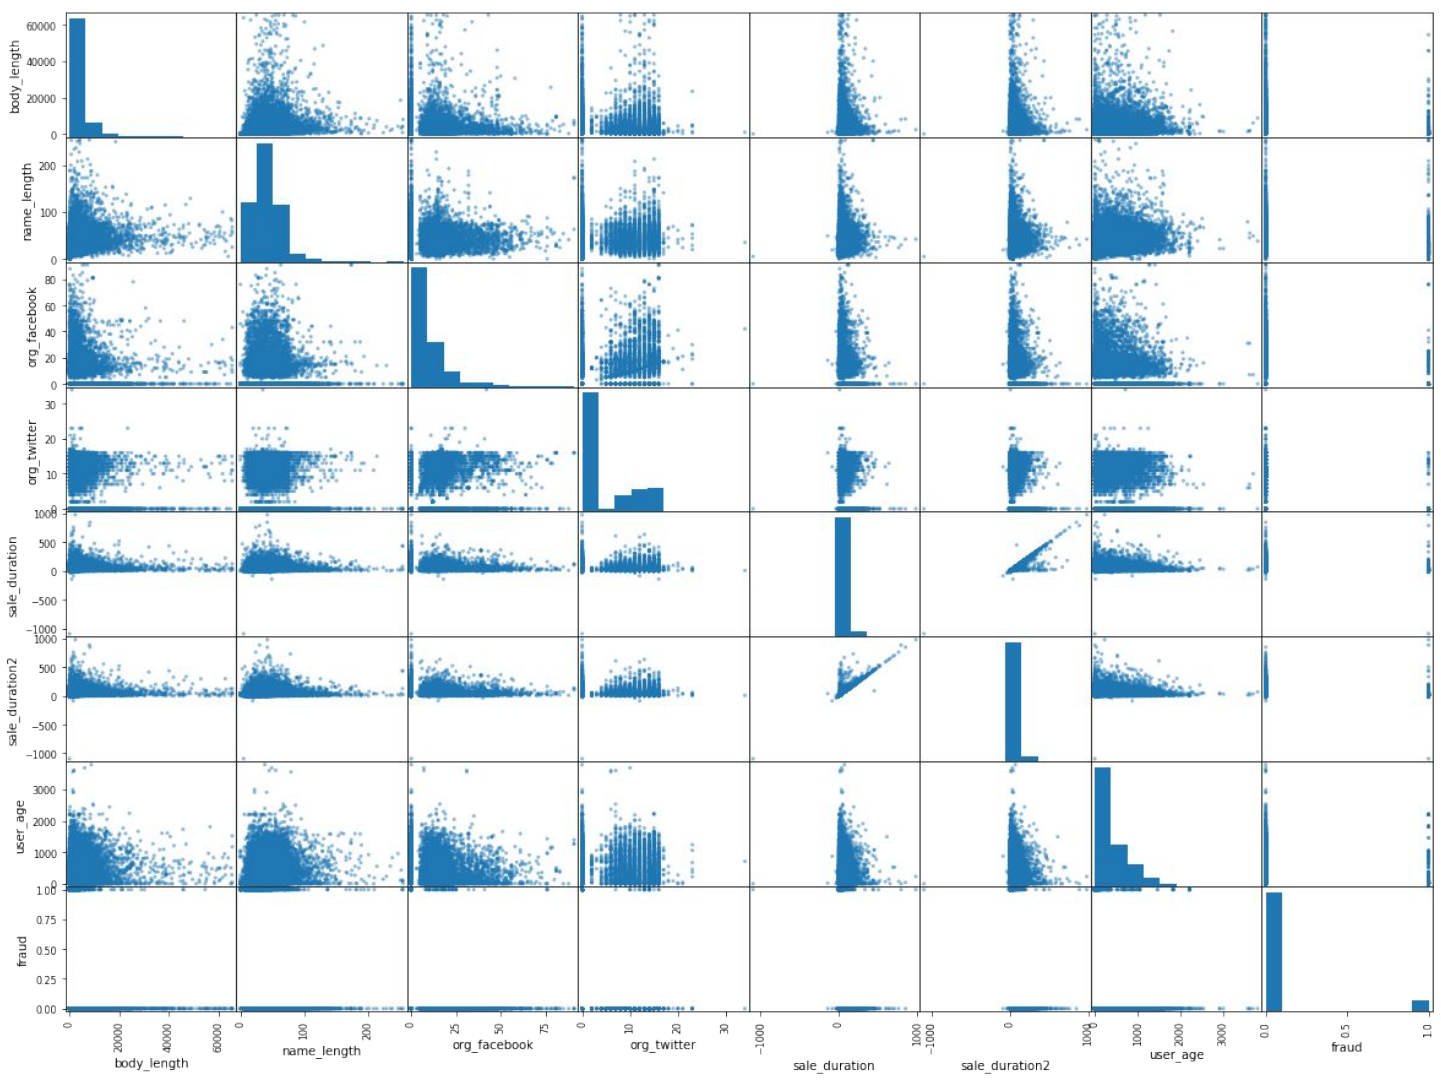 body_length
60000
40000
20000
0
name_length
200
100
0
org_facebook
80
60
40
20
0
org_twitter
30
20
10
0
sale_duration
1000
500
0
−500
−1000
sale_duration2
1000
500
0
−500
−1000
user_age
3000
2000
1000
0
fraud
1.00
0.75
0.50
0.25
0.00
0 20000 40000 60000
0 100 200
0 25 50 75
0 10 20 30
−1000 0 1000
−1000 0 1000
0 1000 2000 3000
0.0 0.5 1.0
body_length name_length org_facebook org_twitter sale_duration sale_duration2 user_age fraud